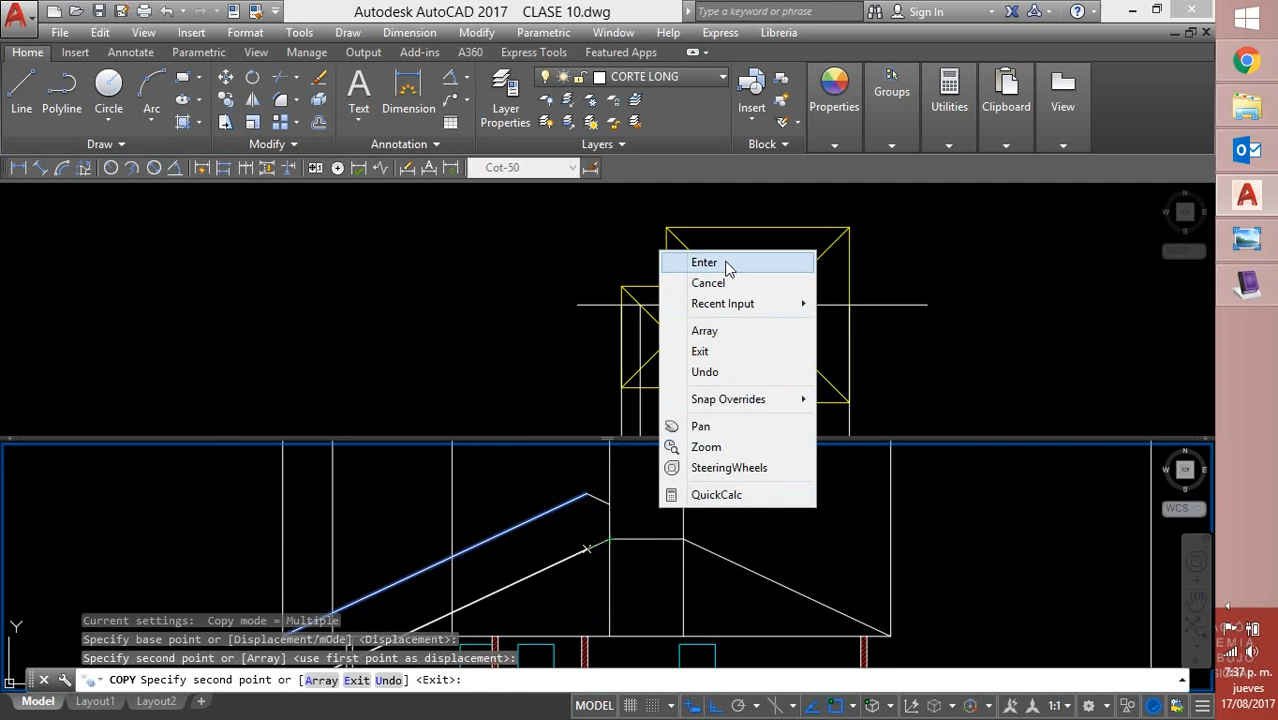 Autodesk AutoCAD 2017 CLASE 10.dwg
Type a keyword or phrase
Sign In
File Edit View Insert Format Tools Draw Dimension Modify Parametric Window Help Express Libreria
Home Insert Annotate Parametric View Manage Output Add-ins A360 Express Tools Featured Apps
CORTE LONG
Line Polyline Circle Arc
Text Dimension
Layer
Properties
Insert
Properties
Groups
Utilities
Clipboard
View
Draw Modify Annotation Layers Block
Cot-50
N
W E
S
Enter
Cancel
Recent Input
Array
Exit
Undo
Snap Overrides
Pan
Zoom
SteeringWheels
QuickCalc
N
W TOP E
S
WCS
Y
Current settings: Copy mode = Multiple
Specify base point or [Displacement/mOde] <Displacement>:
Specify second point or [Array] <use first point as displacement>:
COPY Specify second point or [Array Exit Undo] <Exit>:
Model Layout1 Layout2 +
MODEL
1:1
7:37 p. m.
jueves
17/08/2017